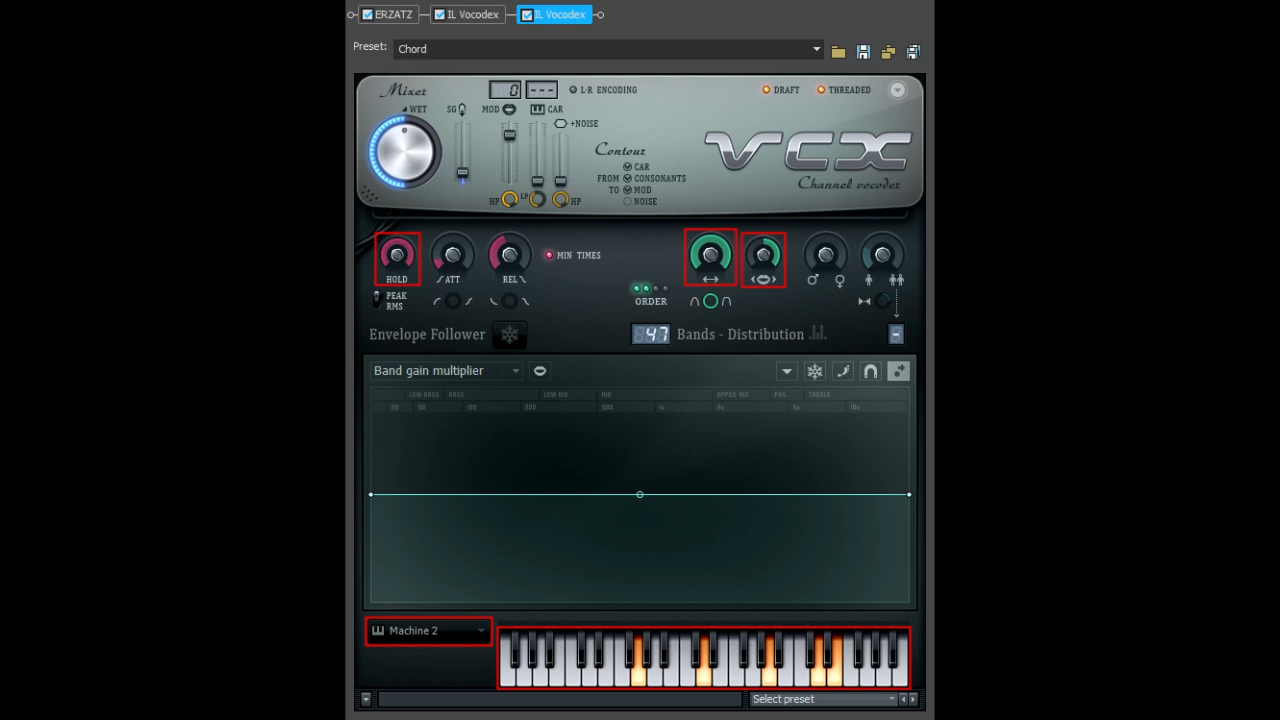 ERZATZ IL Vocodex IL Vocodex
Preset: Chord
Mixer 0 --- L-R ENCODING DRAFT THREADED
WET SG MOD CAR
+NOISE
Contour VCX
CAR
FROM CONSONANTS
TO MOD Channel vocoder
NOISE
HP LP HP
MIN TIMES
HOLD ATT REL
PEAK
RMS
ORDER
Envelope Follower 47 Bands - Distribution
Band gain multiplier
LOW BASS BASS LOW MID MID UPPER MID PRS TREBLE
20 50 100 200 500 1k 2k 5k 10k
Machine 2
Select preset